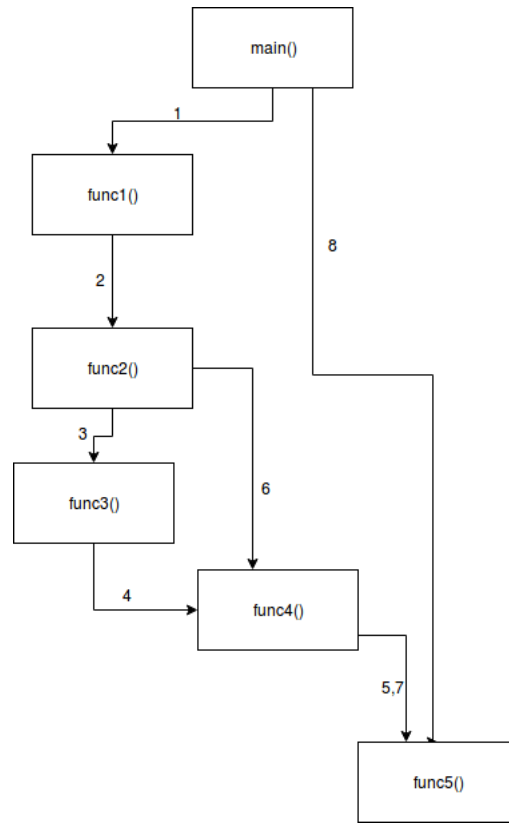 main()
1
func1()
8
2
func2()
3
6
func3()
4
func4()
5,7
func5()